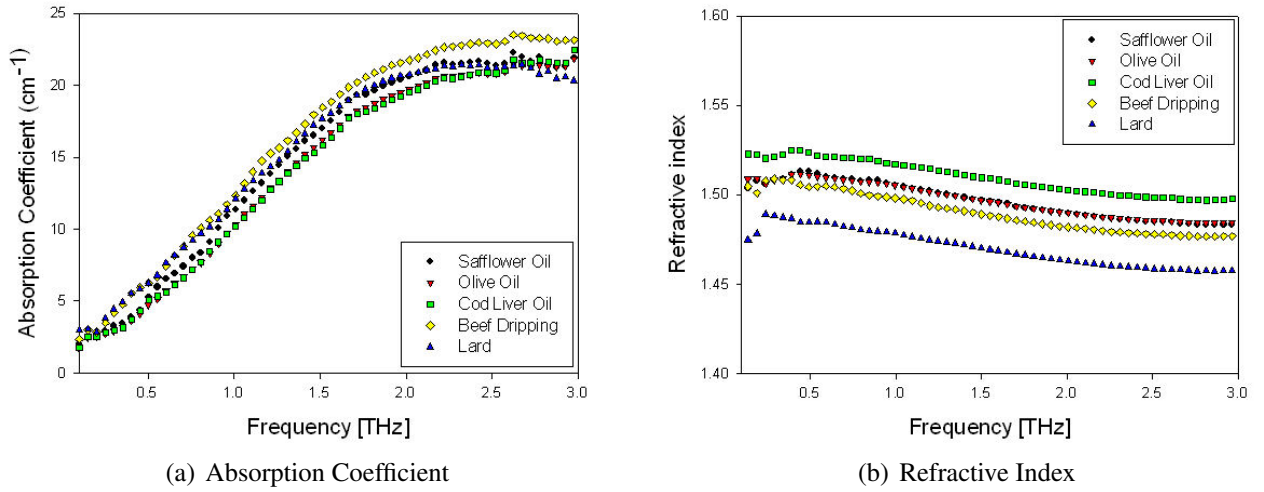 25
20
15
10
5
0
Absorption Coefficient (cm⁻¹)
Safflower Oil
Olive Oil
Cod Liver Oil
Beef Dripping
Lard
0.5 1.0 1.5 2.0 2.5 3.0
Frequency [THz]
(a) Absorption Coefficient
1.60
1.55
1.50
1.45
1.40
Refractive index
Safflower Oil
Olive Oil
Cod Liver Oil
Beef Dripping
Lard
0.5 1.0 1.5 2.0 2.5 3.0
Frequency [THz]
(b) Refractive Index